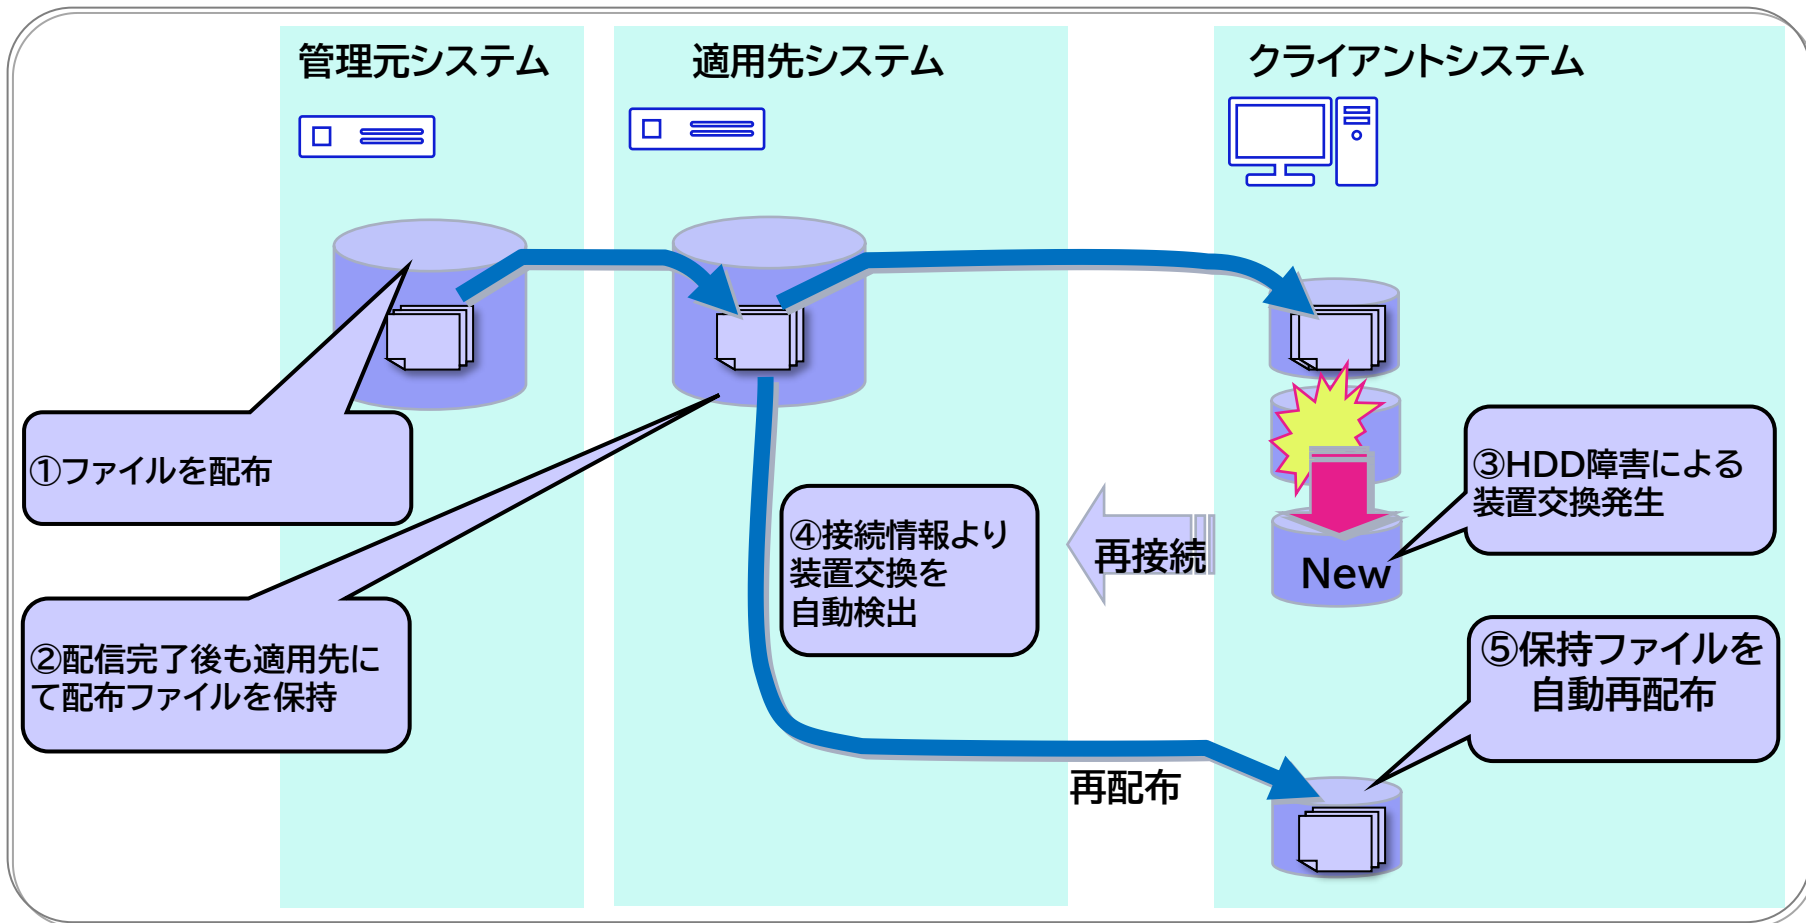 管理元システム
適用先システム
クライアントシステム
①ファイルを配布
②配信完了後も適用先に
て配布ファイルを保持
③HDD障害による
装置交換発生
New
再接続
④接続情報より
装置交換を
自動検出
⑤保持ファイルを
自動再配布
再配布